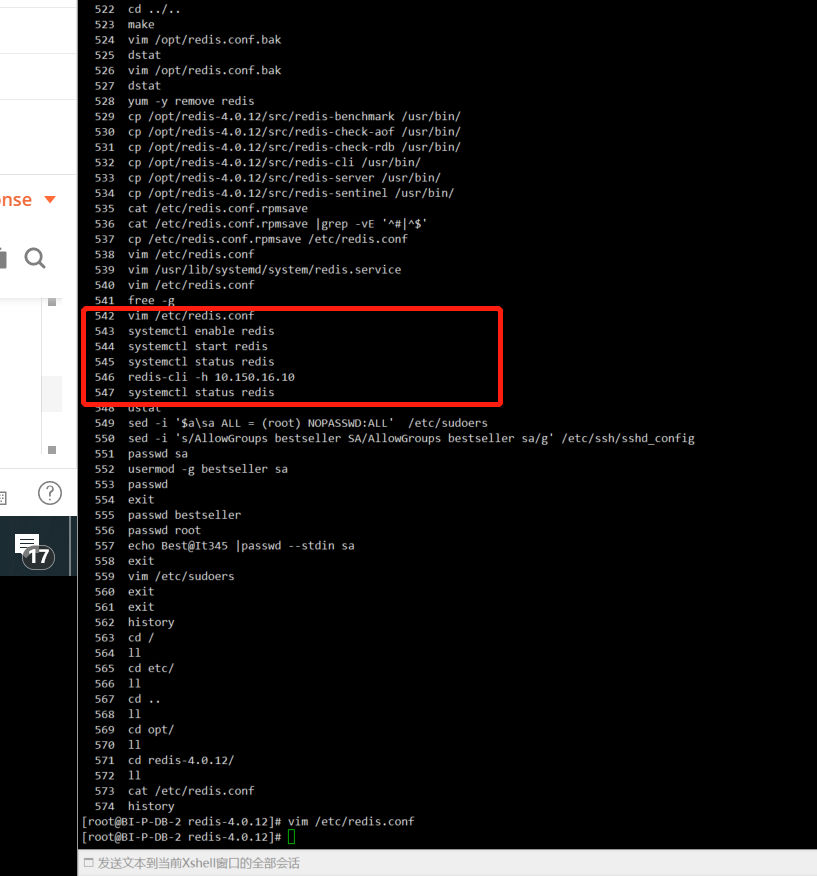 onse
17
522 cd ../..
523 make
524 vim /opt/redis.conf.bak
525 dstat
526 vim /opt/redis.conf.bak
527 dstat
528 yum -y remove redis
529 cp /opt/redis-4.0.12/src/redis-benchmark /usr/bin/
530 cp /opt/redis-4.0.12/src/redis-check-aof /usr/bin/
531 cp /opt/redis-4.0.12/src/redis-check-rdb /usr/bin/
532 cp /opt/redis-4.0.12/src/redis-cli /usr/bin/
533 cp /opt/redis-4.0.12/src/redis-server /usr/bin/
534 cp /opt/redis-4.0.12/src/redis-sentinel /usr/bin/
535 cat /etc/redis.conf.rpmsave
536 cat /etc/redis.conf.rpmsave |grep -vE '^#|^$'
537 cp /etc/redis.conf.rpmsave /etc/redis.conf
538 vim /etc/redis.conf
539 vim /usr/lib/systemd/system/redis.service
540 vim /etc/redis.conf
541 free -g
542 vim /etc/redis.conf
543 systemctl enable redis
544 systemctl start redis
545 systemctl status redis
546 redis-cli -h 10.150.16.10
547 systemctl status redis
548 dstat
549 sed -i '$a\sa ALL = (root) NOPASSWD:ALL' /etc/sudoers
550 sed -i 's/AllowGroups bestseller SA/AllowGroups bestseller sa/g' /etc/ssh/sshd_config
551 passwd sa
552 usermod -g bestseller sa
553 passwd
554 exit
555 passwd bestseller
556 passwd root
557 echo Best@It345 |passwd --stdin sa
558 exit
559 vim /etc/sudoers
560 exit
561 exit
562 history
563 cd /
564 ll
565 cd etc/
566 ll
567 cd ..
568 ll
569 cd opt/
570 ll
571 cd redis-4.0.12/
572 ll
573 cat /etc/redis.conf
574 history
[root@BI-P-DB-2 redis-4.0.12]# vim /etc/redis.conf
[root@BI-P-DB-2 redis-4.0.12]#
发送文本到当前Xshell窗口的全部会话